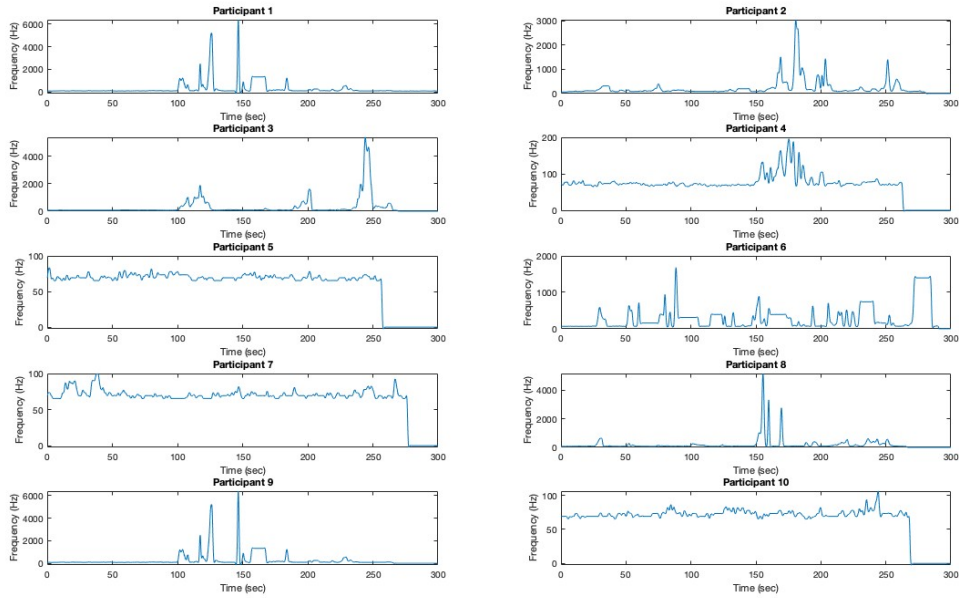 Participant 1
Frequency (Hz)
6000
4000
2000
0
0 50 100 150 200 250 300
Time (sec)
Participant 2
Frequency (Hz)
3000
2000
1000
0
0 50 100 150 200 250 300
Time (sec)
Participant 3
Frequency (Hz)
4000
2000
0
0 50 100 150 200 250 300
Time (sec)
Participant 4
Frequency (Hz)
200
100
0
0 50 100 150 200 250 300
Time (sec)
Participant 5
Frequency (Hz)
100
50
0
0 50 100 150 200 250 300
Time (sec)
Participant 6
Frequency (Hz)
2000
1000
0
0 50 100 150 200 250 300
Time (sec)
Participant 7
Frequency (Hz)
100
50
0
0 50 100 150 200 250 300
Time (sec)
Participant 8
Frequency (Hz)
4000
2000
0
0 50 100 150 200 250 300
Time (sec)
Participant 9
Frequency (Hz)
6000
4000
2000
0
0 50 100 150 200 250 300
Time (sec)
Participant 10
Frequency (Hz)
100
50
0
0 50 100 150 200 250 300
Time (sec)